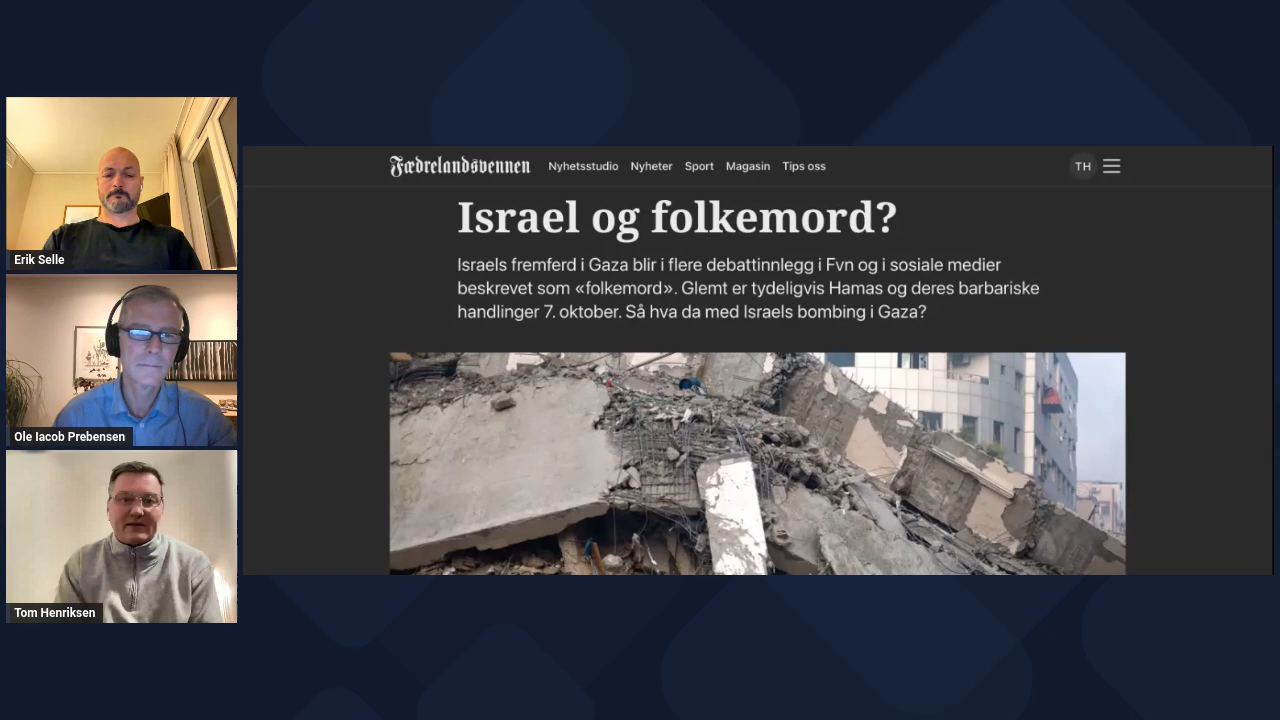 Erik Selle
Ole Iacob Prebensen
Tom Henriksen
Fædrelandsvennen Nyhetsstudio Nyheter Sport Magasin Tips oss TH
Israel og folkemord?
Israels fremferd i Gaza blir i flere debattinnlegg i Fvn og i sosiale medier
beskrevet som «folkemord». Glemt er tydeligvis Hamas og deres barbariske
handlinger 7. oktober. Så hva da med Israels bombing i Gaza?